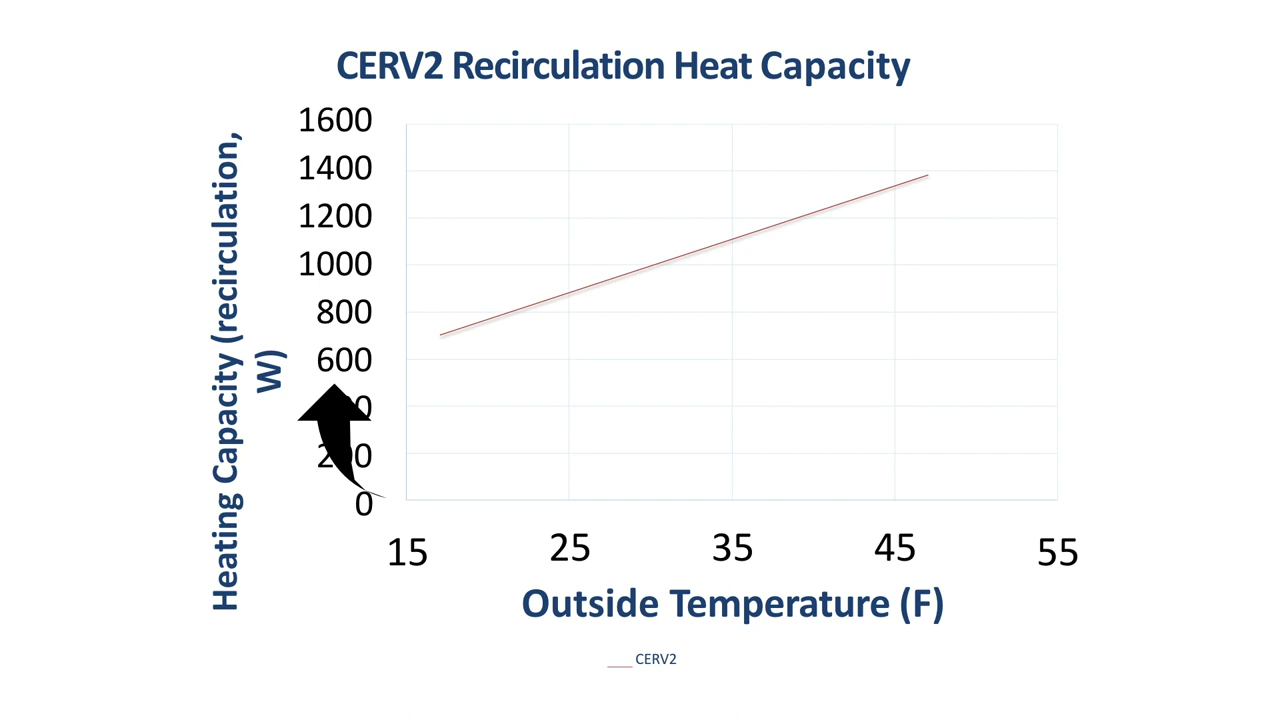 CERV2 Recirculation Heat Capacity
Heating Capacity (recirculation,
W)
1600
1400
1200
1000
800
600
0
15
25
35
45
55
Outside Temperature (F)
CERV2